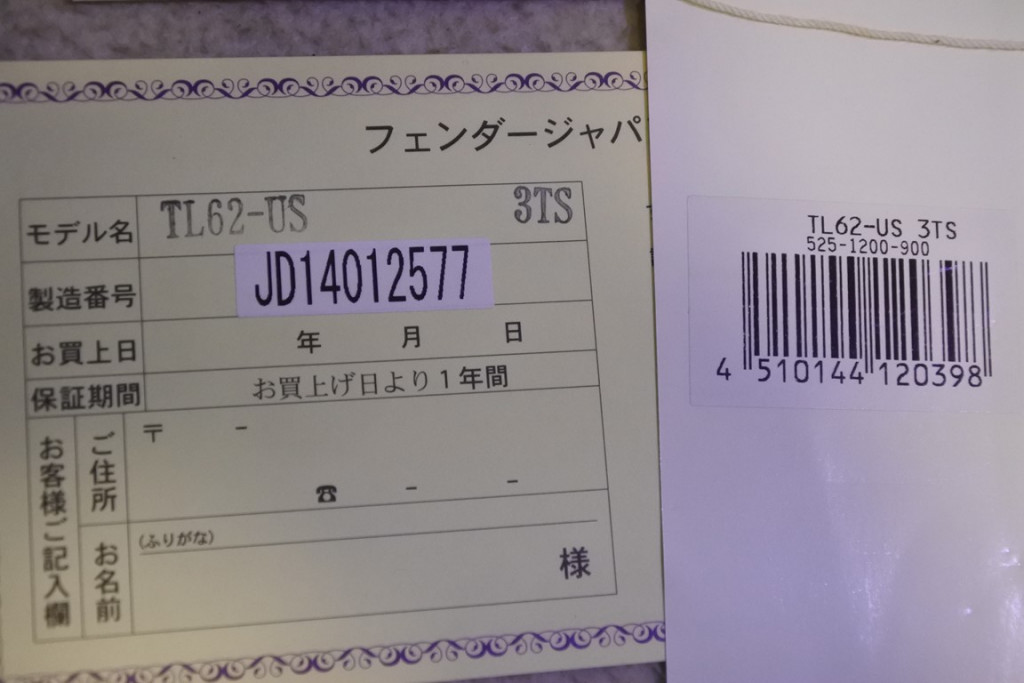 フェンダージャパ
モデル名 TL62-US 3TS
製造番号 JD14012577
お買上日 年 月 日
保証期間 お買上げ日より1年間
お客様ご記入欄
ご住所 〒 -
☎ - -
お名前 (ふりがな)
様
TL62-US 3TS
525-1200-900
4 510144 120398